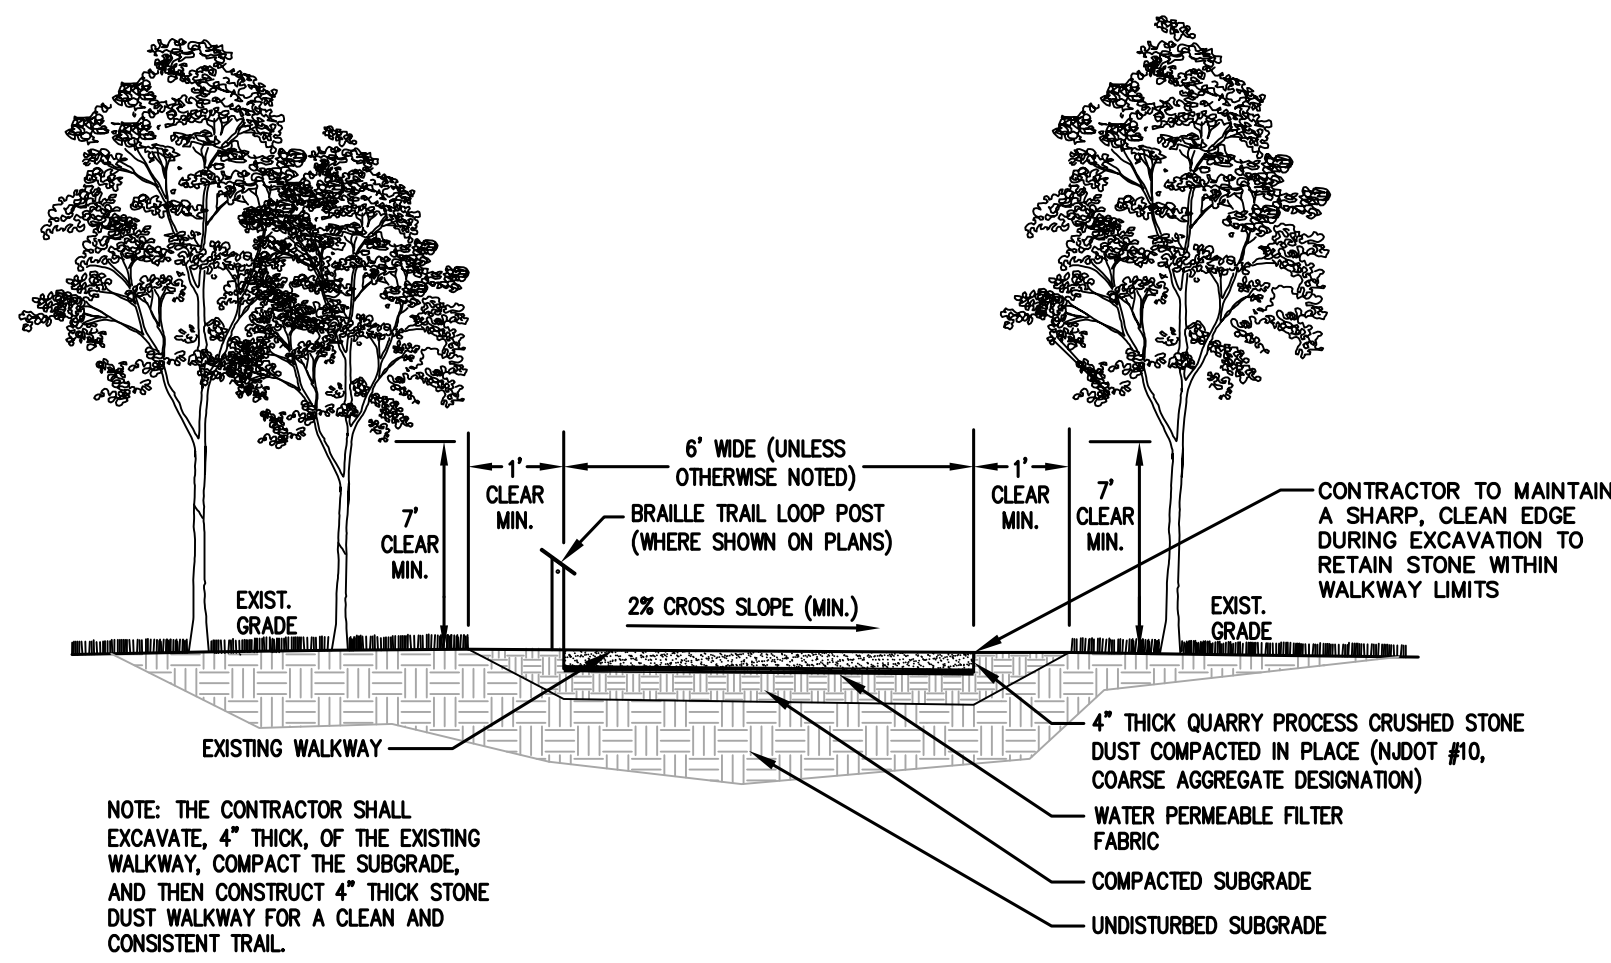 6' WIDE (UNLESS
OTHERWISE NOTED)
1'
CLEAR
MIN.
1'
CLEAR
MIN.
7'
CLEAR
MIN.
7'
CLEAR
MIN.
BRAILLE TRAIL LOOP POST
(WHERE SHOWN ON PLANS)
CONTRACTOR TO MAINTAIN
A SHARP, CLEAN EDGE
DURING EXCAVATION TO
RETAIN STONE WITHIN
WALKWAY LIMITS
EXIST.
GRADE
2% CROSS SLOPE (MIN.)
EXIST.
GRADE
EXISTING WALKWAY
4" THICK QUARRY PROCESS CRUSHED STONE
DUST COMPACTED IN PLACE (NJDOT #10,
COARSE AGGREGATE DESIGNATION)
WATER PERMEABLE FILTER
FABRIC
COMPACTED SUBGRADE
UNDISTURBED SUBGRADE
NOTE: THE CONTRACTOR SHALL
EXCAVATE, 4" THICK, OF THE EXISTING
WALKWAY, COMPACT THE SUBGRADE,
AND THEN CONSTRUCT 4" THICK STONE
DUST WALKWAY FOR A CLEAN AND
CONSISTENT TRAIL.